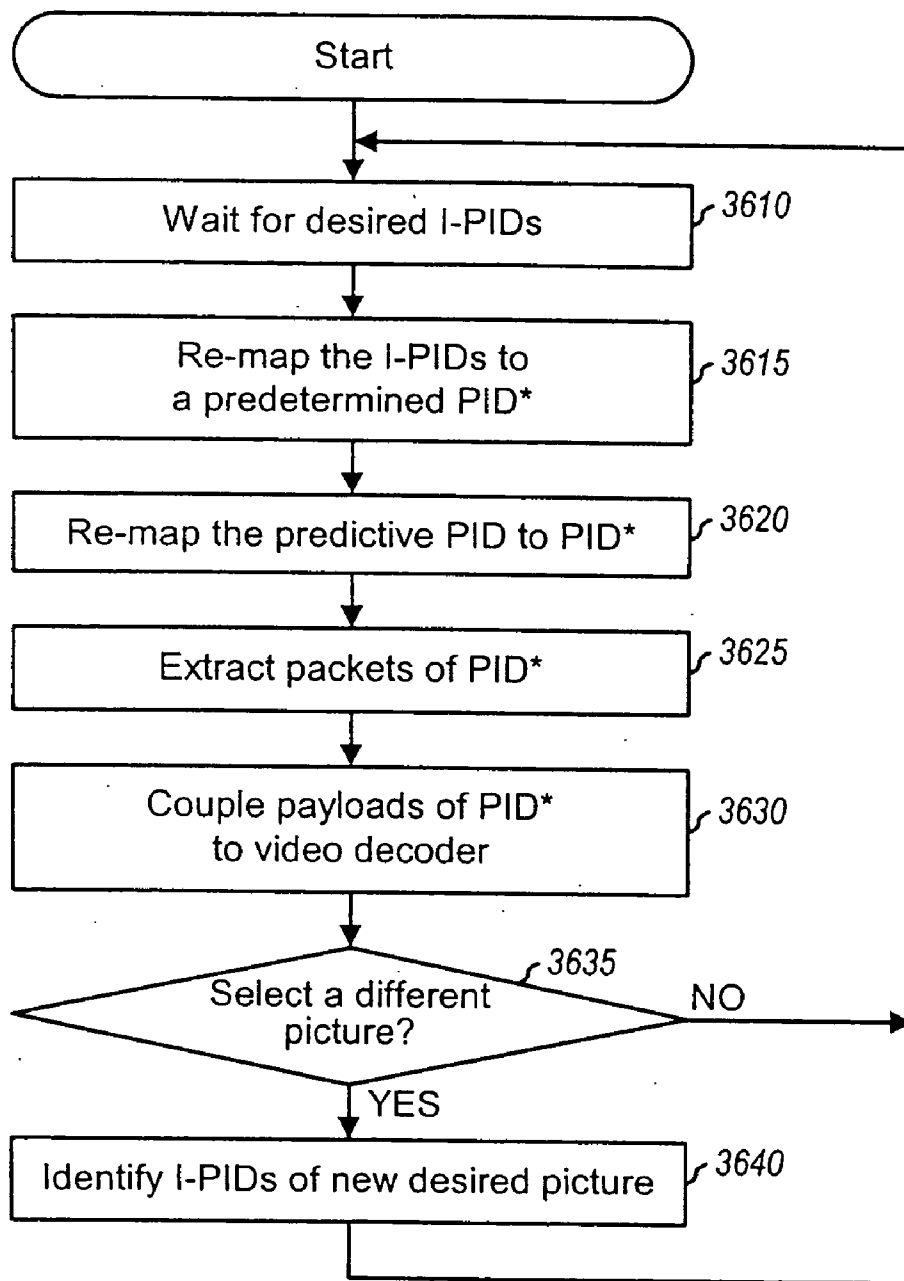 Start
Wait for desired I-PIDs
3610
Re-map the I-PIDs to
a predetermined PID*
3615
Re-map the predictive PID to PID*
3620
Extract packets of PID*
3625
Couple payloads of PID*
to video decoder
3630
3635
Select a different
picture?
NO
YES
Identify I-PIDs of new desired picture
3640